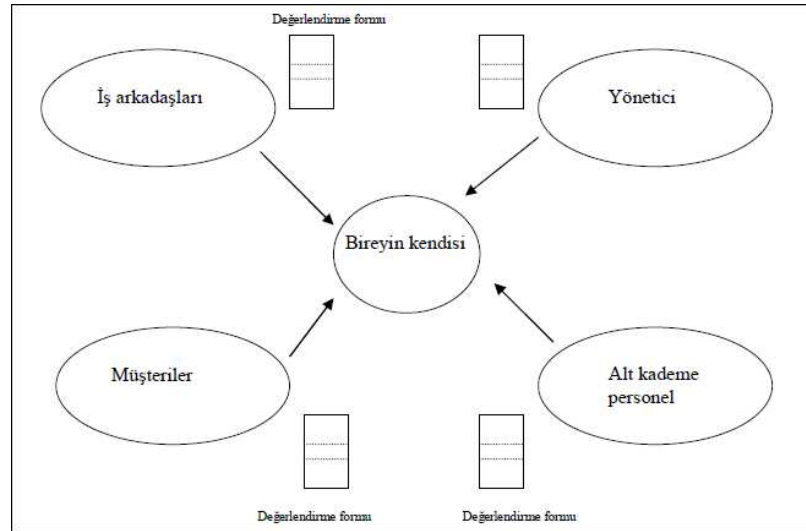 Değerlendirme formu
İş arkadaşları
Yönetici
Bireyin kendisi
Müşteriler
Alt kademe
personel
Değerlendirme formu
Değerlendirme formu